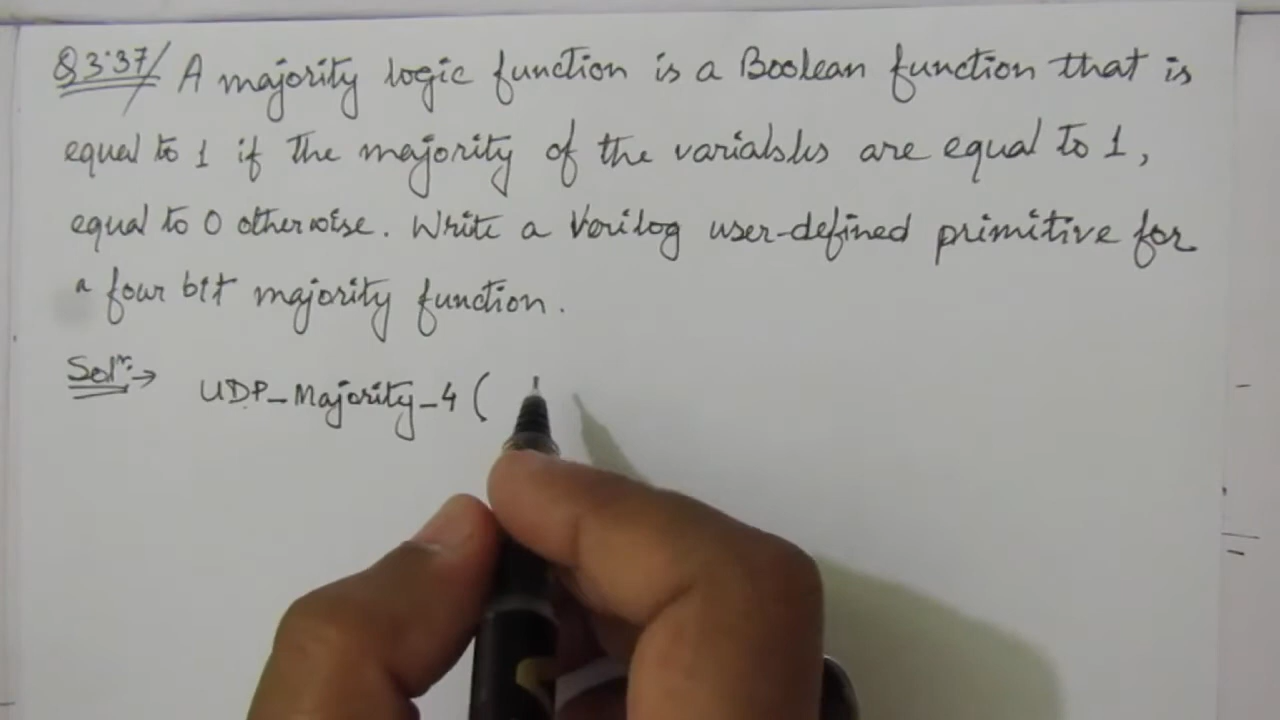 Q3.37/ A majority logic function is a Boolean function that is
equal to 1 if the majority of the variables are equal to 1,
equal to 0 otherwise. Write a Verilog user-defined primitive for
a four bit majority function.
Solⁿ:→ UDP_Majority_4 (